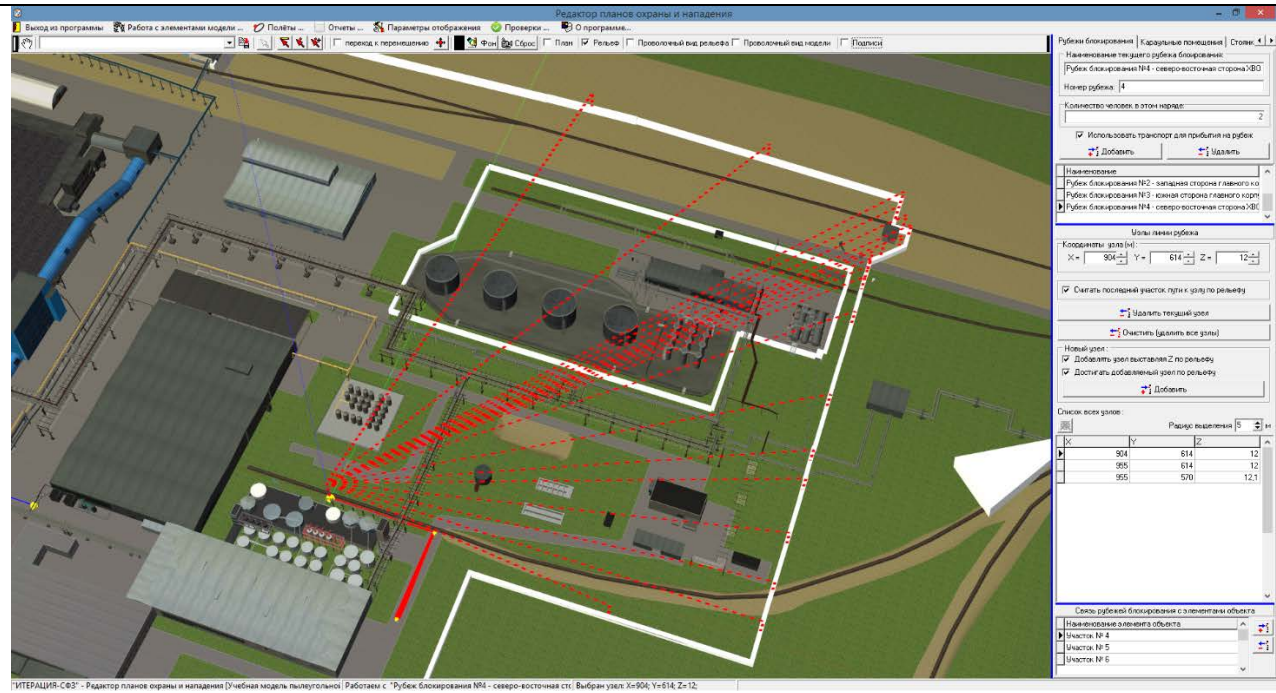 Редактор планов охраны и нападения
Выход из программы Работа с элементами модели ... Полёты ... Отчеты ... Параметры отображения Проверки ... О программе...
переход к перемещению Фон Сброс План Рельеф Проволочный вид рельефа Проволочный вид модели Подписи
Рубежи блокирования Караульные помещения Стоянк
Наименование текущего рубежа блокирования:
Рубеж блокирования №4 - северо-восточная сторона ХВО
Номер рубежа: 4
Количество человек в этом наряде:
2
Использовать транспорт для прибытия на рубеж
Добавить Удалить
Наименование
Рубеж блокирования №2 - западная сторона главного ко
Рубеж блокирования №3 - южная сторона главного корпу
Рубеж блокирования №4 - северо-восточная сторона ХВС
Узлы линии рубежа
Координаты узла (м):
X = 904 Y = 614 Z = 12
Считать последний участок пути к узлу по рельефу
Удалить текущий узел
Очистить (удалить все узлы)
Новый узел:
Добавлять узел выставляя Z по рельефу
Достигать добавляемый узел по рельефу
Добавить
Список всех узлов:
Радиус выделения 5 м
X Y Z
904 614 12
955 614 12
955 570 12,1
Связь рубежей блокирования с элементами объекта
Наименование элемента объекта
Участок № 4
Участок № 5
Участок № 6
"ИТЕРАЦИЯ-СФЗ" - Редактор планов охраны и нападения [Учебная модель пылеугольной Работаем с "Рубеж блокирования №4 - северо-восточная стс Выбран узел: X=904; Y=614; Z=12;